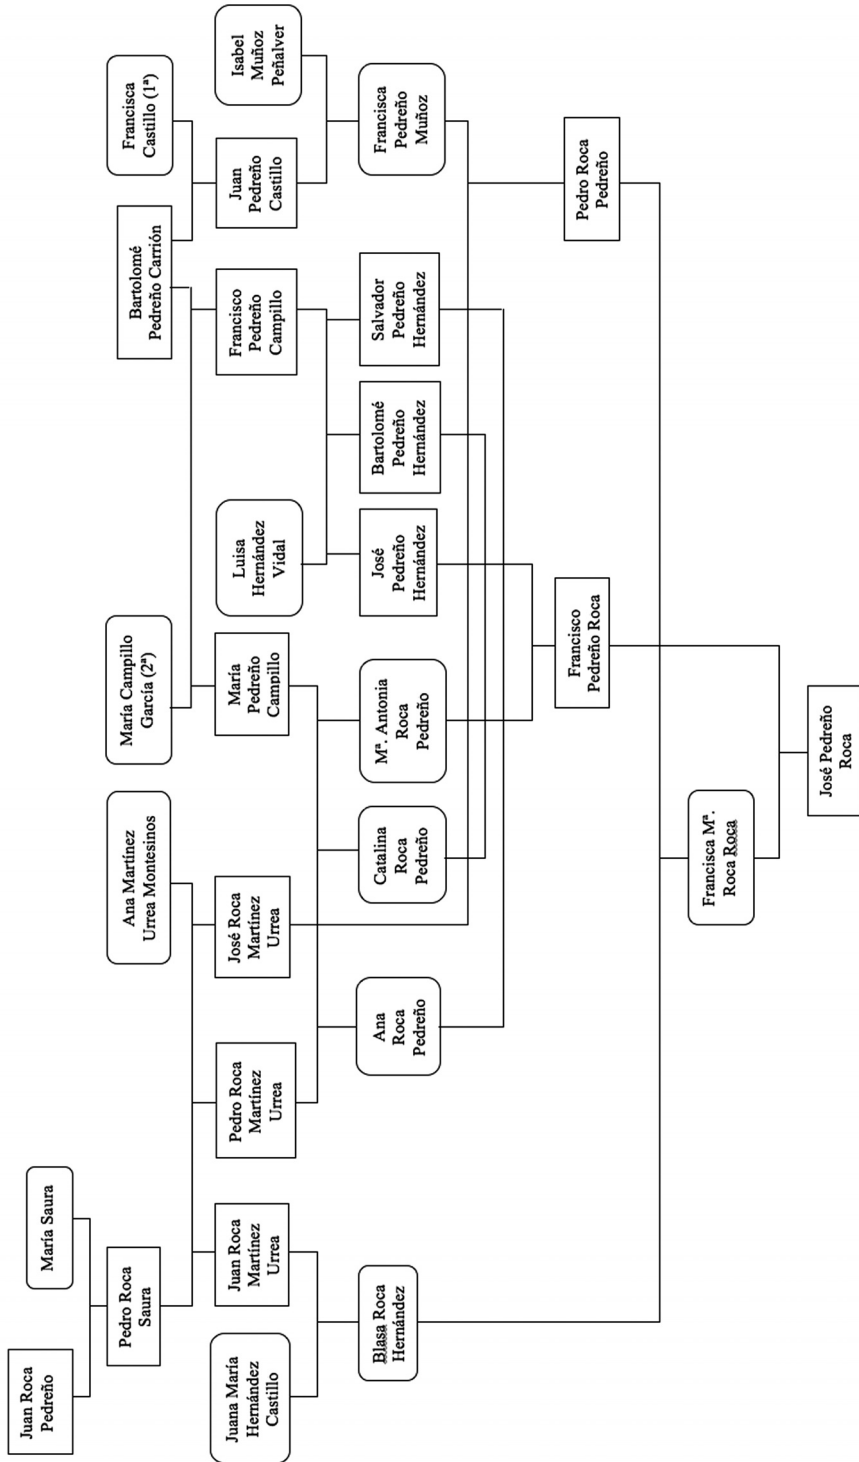 Juan Roca
Pedreño
María Saura
Pedro Roca
Saura
Ana Martínez
Urrea Montesinos
María Campillo
García (2ª)
Bartolomé
Pedreño Carrión
Francisca
Castillo (1ª)
Juana María
Hernández
Castillo
Juan Roca
Martínez
Urrea
Pedro Roca
Martínez
Urrea
José Roca
Martínez
Urrea
María
Pedreño
Campillo
Luisa
Hernández
Vidal
Francisco
Pedreño
Campillo
Juan
Pedreño
Castillo
Isabel
Muñoz
Peñalver
Blasa Roca
Hernández
Ana
Roca
Pedreño
Catalina
Roca
Pedreño
Mª. Antonia
Roca
Pedreño
José
Pedreño
Hernández
Bartolomé
Pedreño
Hernández
Salvador
Pedreño
Hernández
Francisca
Pedreño
Muñoz
Francisco
Pedreño Roca
Pedro Roca
Pedreño
Francisca Mª.
Roca Roca
José Pedreño
Roca